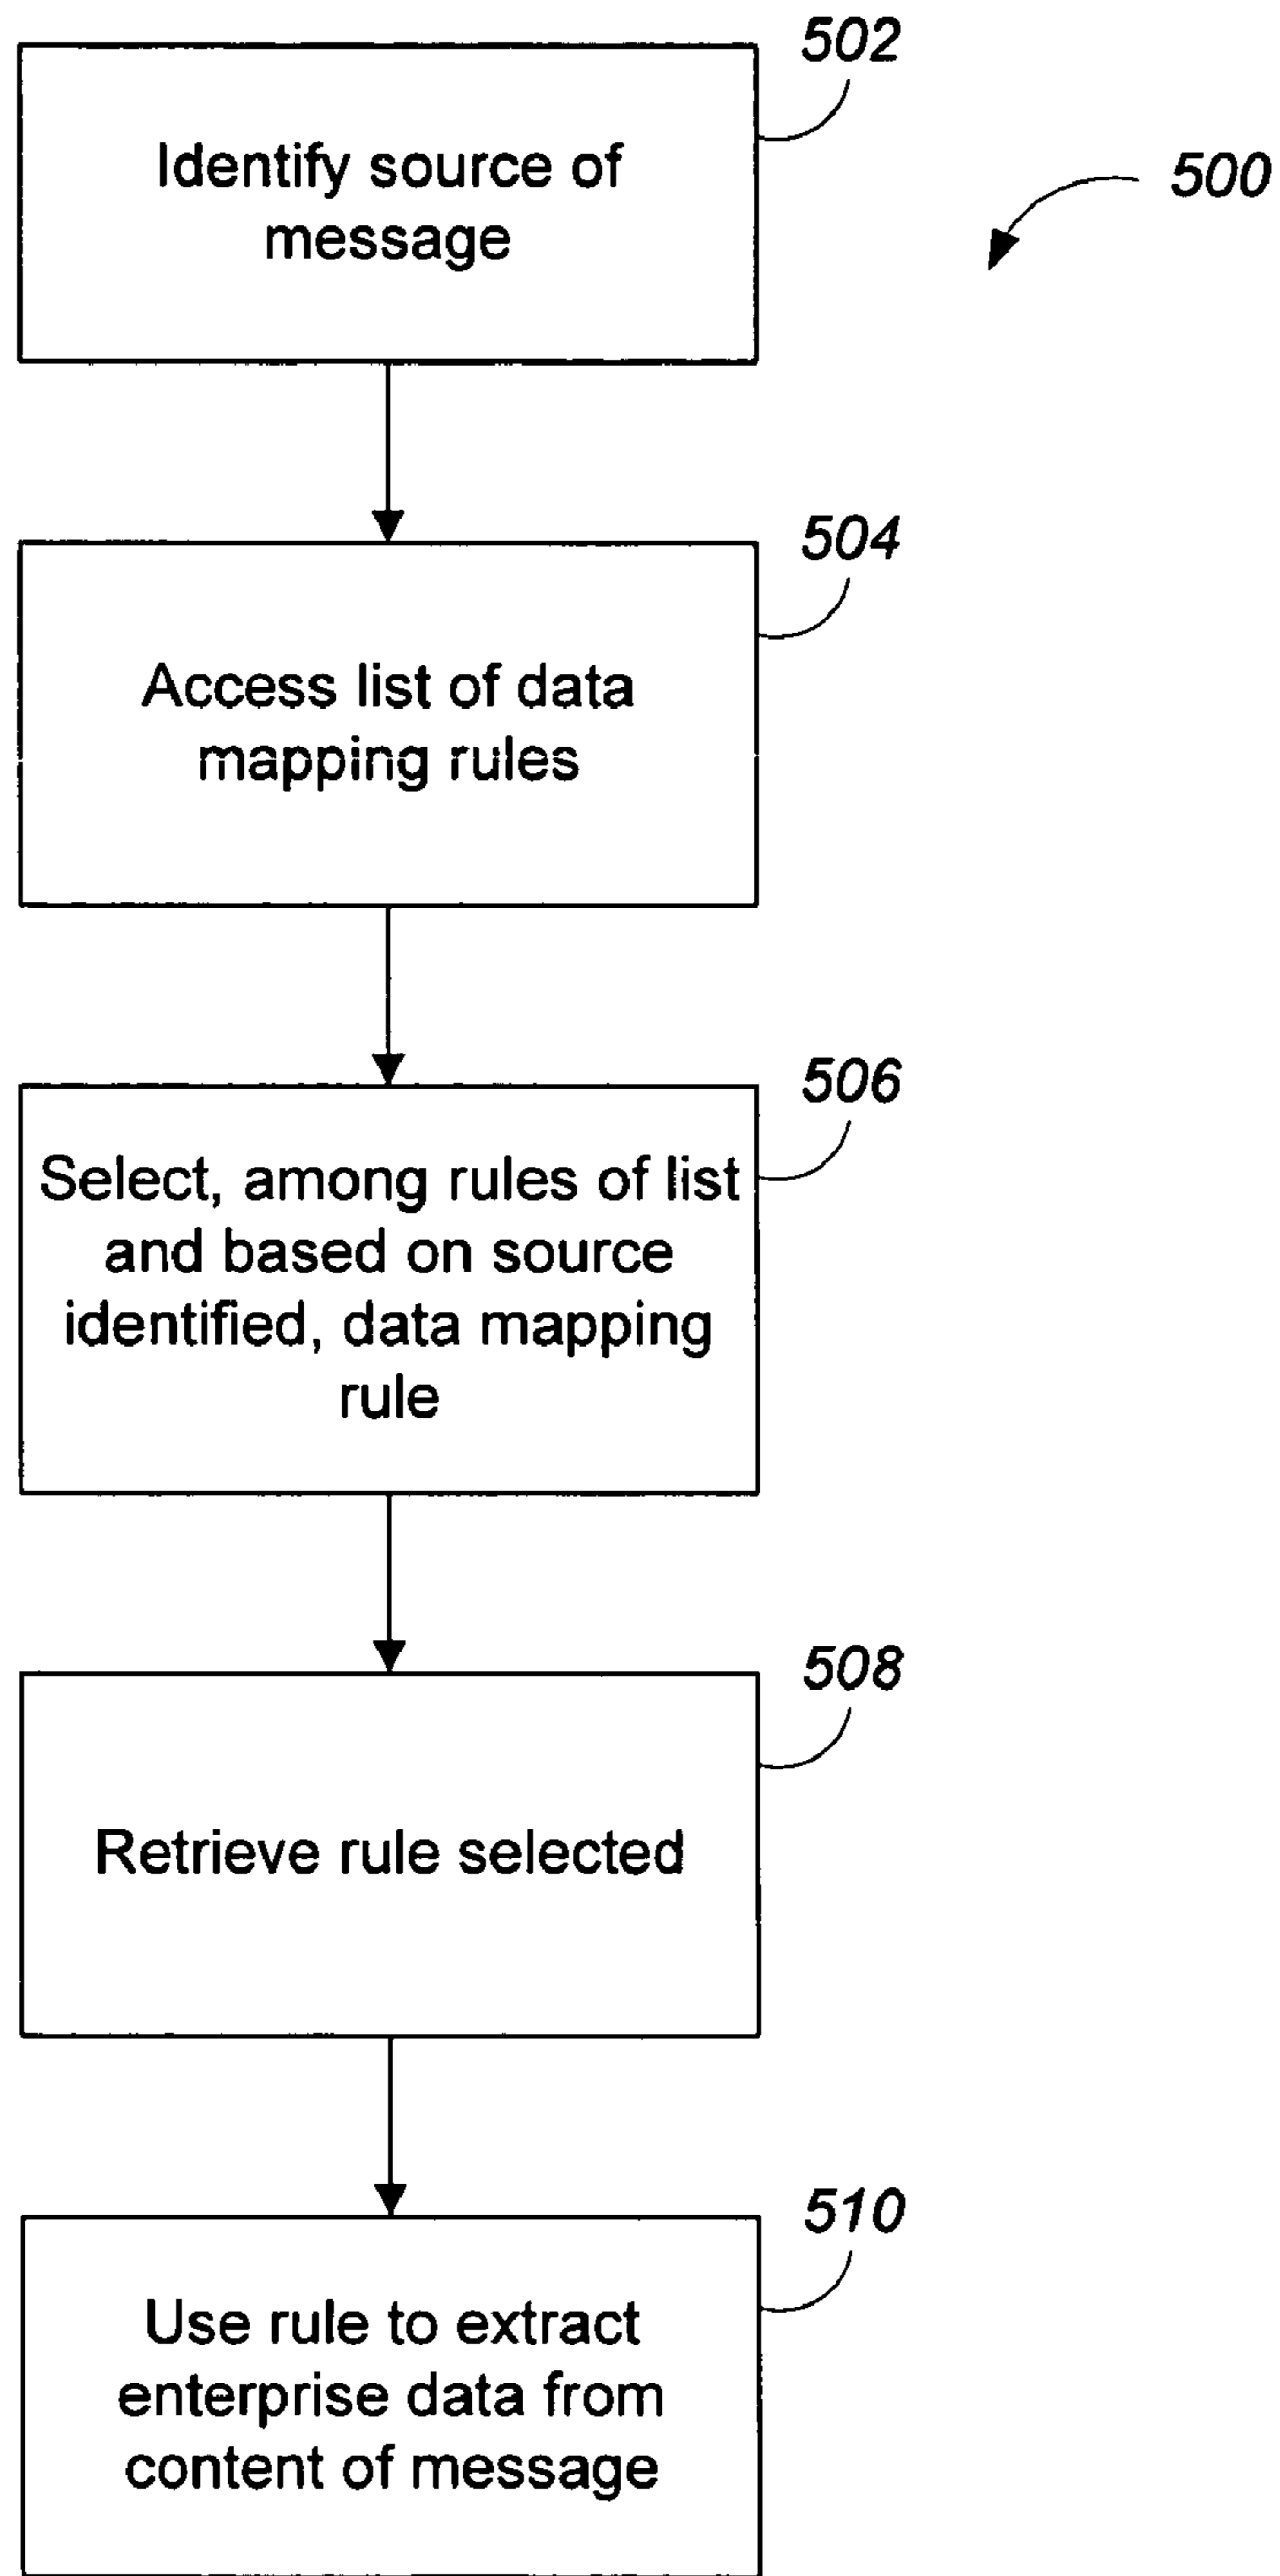 502
Identify source of
message
500
504
Access list of data
mapping rules
506
Select, among rules of list
and based on source
identified, data mapping
rule
508
Retrieve rule selected
510
Use rule to extract
enterprise data from
content of message